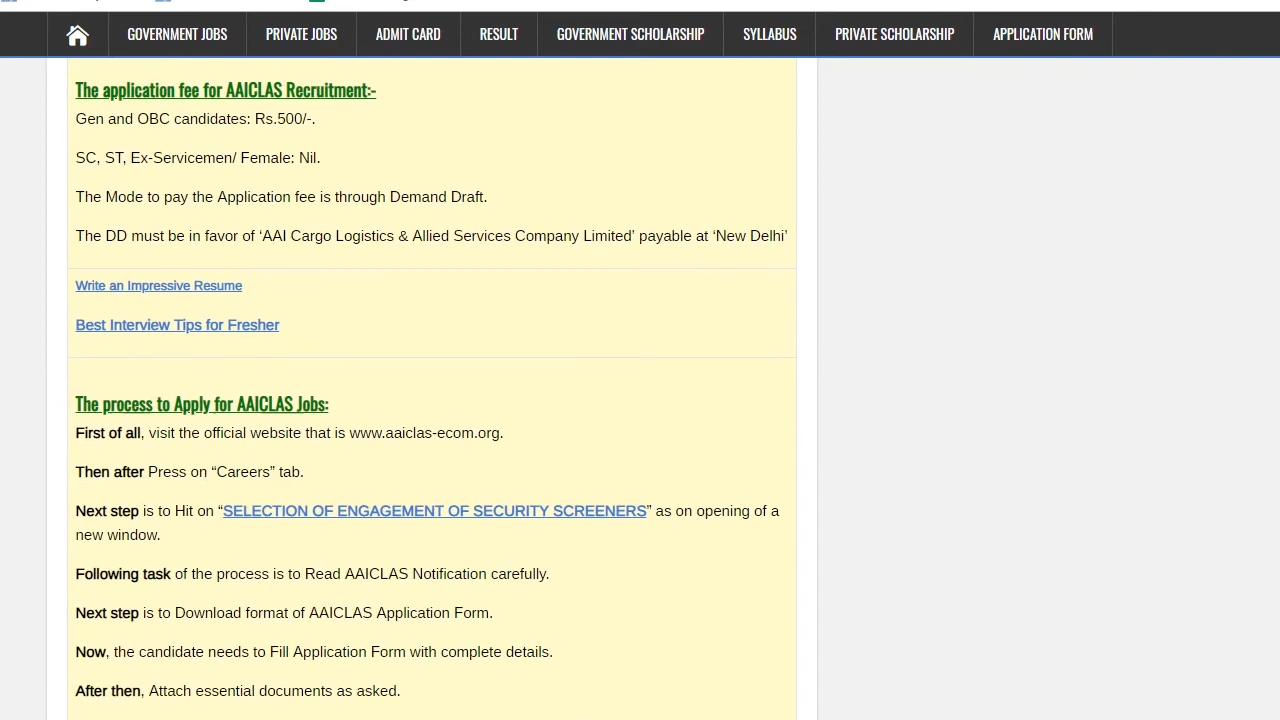 GOVERNMENT JOBS PRIVATE JOBS ADMIT CARD RESULT GOVERNMENT SCHOLARSHIP SYLLABUS PRIVATE SCHOLARSHIP APPLICATION FORM
The application fee for AAICLAS Recruitment:-
Gen and OBC candidates: Rs.500/-.
SC, ST, Ex-Servicemen/ Female: Nil.
The Mode to pay the Application fee is through Demand Draft.
The DD must be in favor of ‘AAI Cargo Logistics & Allied Services Company Limited’ payable at ‘New Delhi’
Write an Impressive Resume
Best Interview Tips for Fresher
The process to Apply for AAICLAS Jobs:
First of all, visit the official website that is www.aaiclas-ecom.org.
Then after Press on “Careers” tab.
Next step is to Hit on “SELECTION OF ENGAGEMENT OF SECURITY SCREENERS” as on opening of a
new window.
Following task of the process is to Read AAICLAS Notification carefully.
Next step is to Download format of AAICLAS Application Form.
Now, the candidate needs to Fill Application Form with complete details.
After then, Attach essential documents as asked.